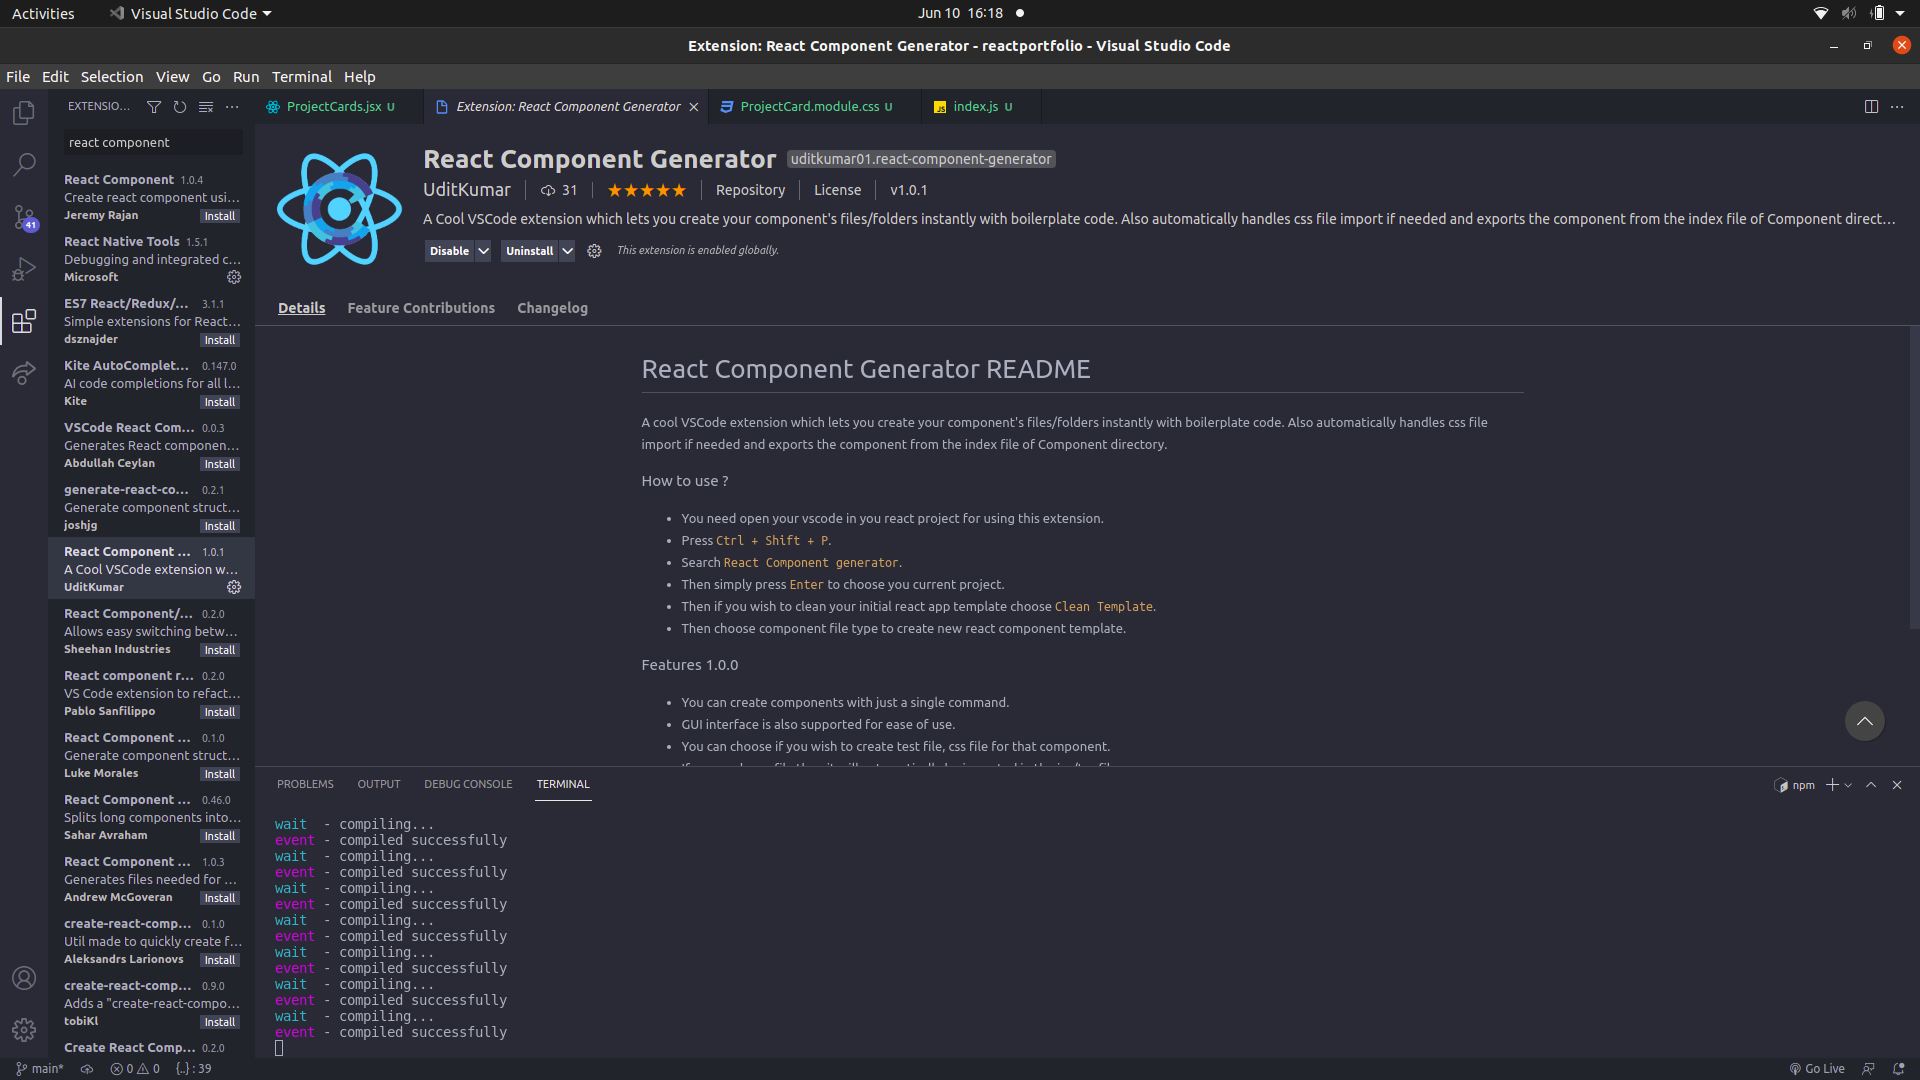 Activities
Visual Studio Code
Jun 10 16:18
Extension: React Component Generator - reactportfolio - Visual Studio Code
File Edit Selection View Go Run Terminal Help
EXTENSIO...
react component
React Component 1.0.4
Create react component usi...
Jeremy Rajan Install
React Native Tools 1.5.1
Debugging and integrated c...
Microsoft
ES7 React/Redux/... 3.1.1
Simple extensions for React...
dsznajder Install
Kite AutoComplet... 0.147.0
AI code completions for all l...
Kite Install
VSCode React Com... 0.0.3
Generates React componen...
Abdullah Ceylan Install
generate-react-co... 0.2.1
Generate component struct...
joshjg Install
React Component ... 1.0.1
A Cool VSCode extension w...
UditKumar
React Component/... 0.2.0
Allows easy switching betw...
Sheehan Industries Install
React component r... 0.2.0
VS Code extension to refact...
Pablo Sanfilippo Install
React Component ... 0.1.0
Generate component struct...
Luke Morales Install
React Component ... 0.46.0
Splits long components into...
Sahar Avraham Install
React Component ... 1.0.3
Generates files needed for ...
Andrew McGoveran Install
create-react-comp... 0.1.0
Util made to quickly create f...
Aleksandrs Larionovs Install
create-react-comp... 0.9.0
Adds a "create-react-compo...
tobiKl Install
Create React Comp... 0.2.0
41
ProjectCards.jsx U
Extension: React Component Generator
ProjectCard.module.css U
JS index.js U
React Component Generator uditkumar01.react-component-generator
UditKumar 31 Repository License v1.0.1
A Cool VSCode extension which lets you create your component's files/folders instantly with boilerplate code. Also automatically handles css file import if needed and exports the component from the index file of Component direct...
Disable Uninstall This extension is enabled globally.
Details Feature Contributions Changelog
React Component Generator README
A cool VSCode extension which lets you create your component's files/folders instantly with boilerplate code. Also automatically handles css file
import if needed and exports the component from the index file of Component directory.
How to use ?
• You need open your vscode in you react project for using this extension.
• Press Ctrl + Shift + P.
• Search React Component generator.
• Then simply press Enter to choose you current project.
• Then if you wish to clean your initial react app template choose Clean Template.
• Then choose component file type to create new react component template.
Features 1.0.0
• You can create components with just a single command.
• GUI interface is also supported for ease of use.
• You can choose if you wish to create test file, css file for that component.
PROBLEMS OUTPUT DEBUG CONSOLE TERMINAL
npm
wait - compiling...
event - compiled successfully
wait - compiling...
event - compiled successfully
wait - compiling...
event - compiled successfully
wait - compiling...
event - compiled successfully
wait - compiling...
event - compiled successfully
wait - compiling...
event - compiled successfully
wait - compiling...
event - compiled successfully
main* 0 0 {..} : 39
Go Live